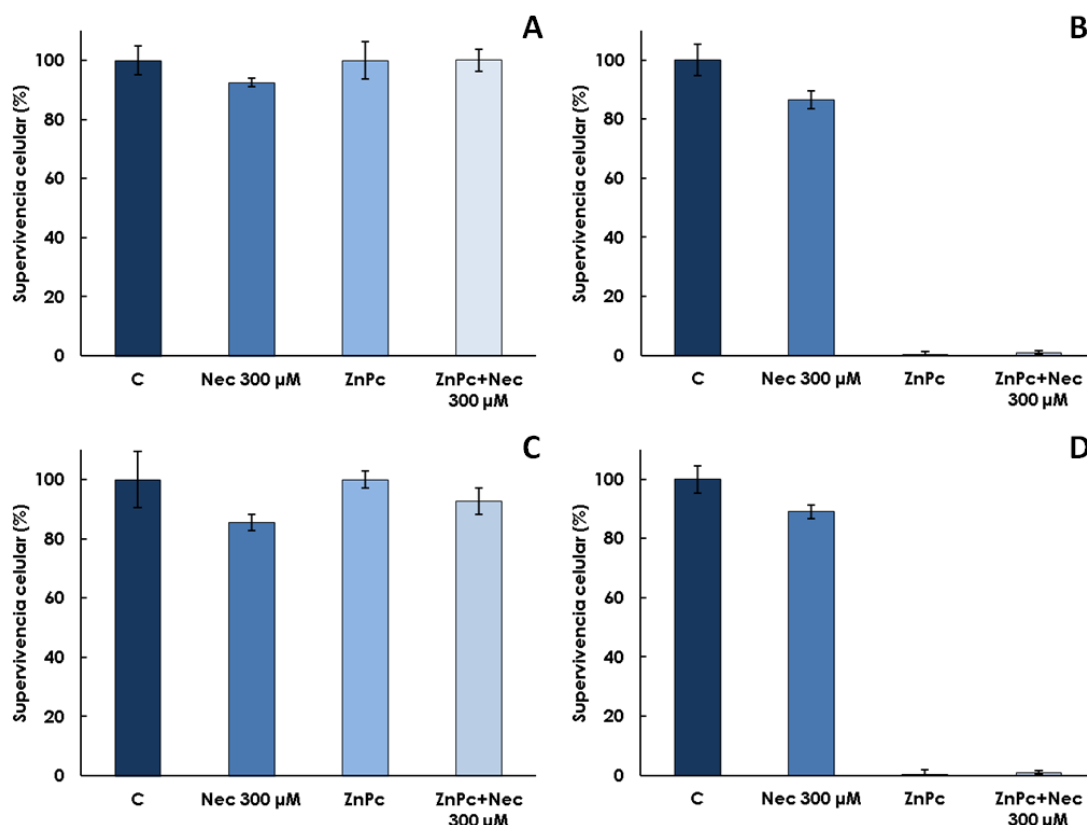 A
Supervivencia celular (%)
100
80
60
40
20
0
C
Nec 300 µM
ZnPc
ZnPc+Nec
300 µM
B
Supervivencia celular (%)
100
80
60
40
20
0
C
Nec 300 µM
ZnPc
ZnPc+Nec
300 µM
C
Supervivencia celular (%)
100
80
60
40
20
0
C
Nec 300 µM
ZnPc
ZnPc+Nec
300 µM
D
Supervivencia celular (%)
100
80
60
40
20
0
C
Nec 300 µM
ZnPc
ZnPc+Nec
300 µM